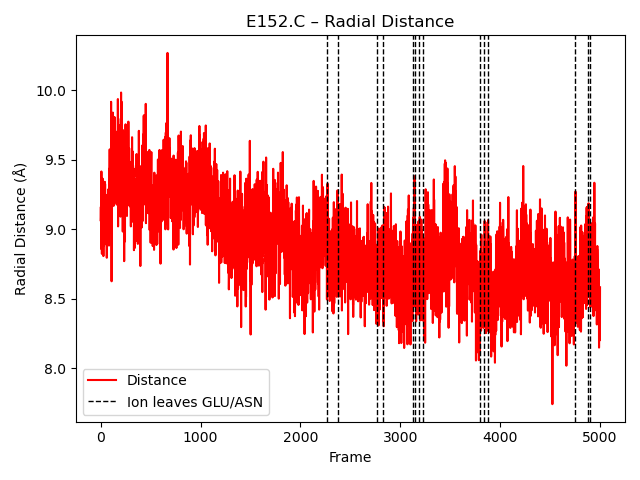 E152.C – Radial Distance
Radial Distance (Å)
10.0
9.5
9.0
8.5
8.0
Distance
Ion leaves GLU/ASN
0 1000 2000 3000 4000 5000
Frame